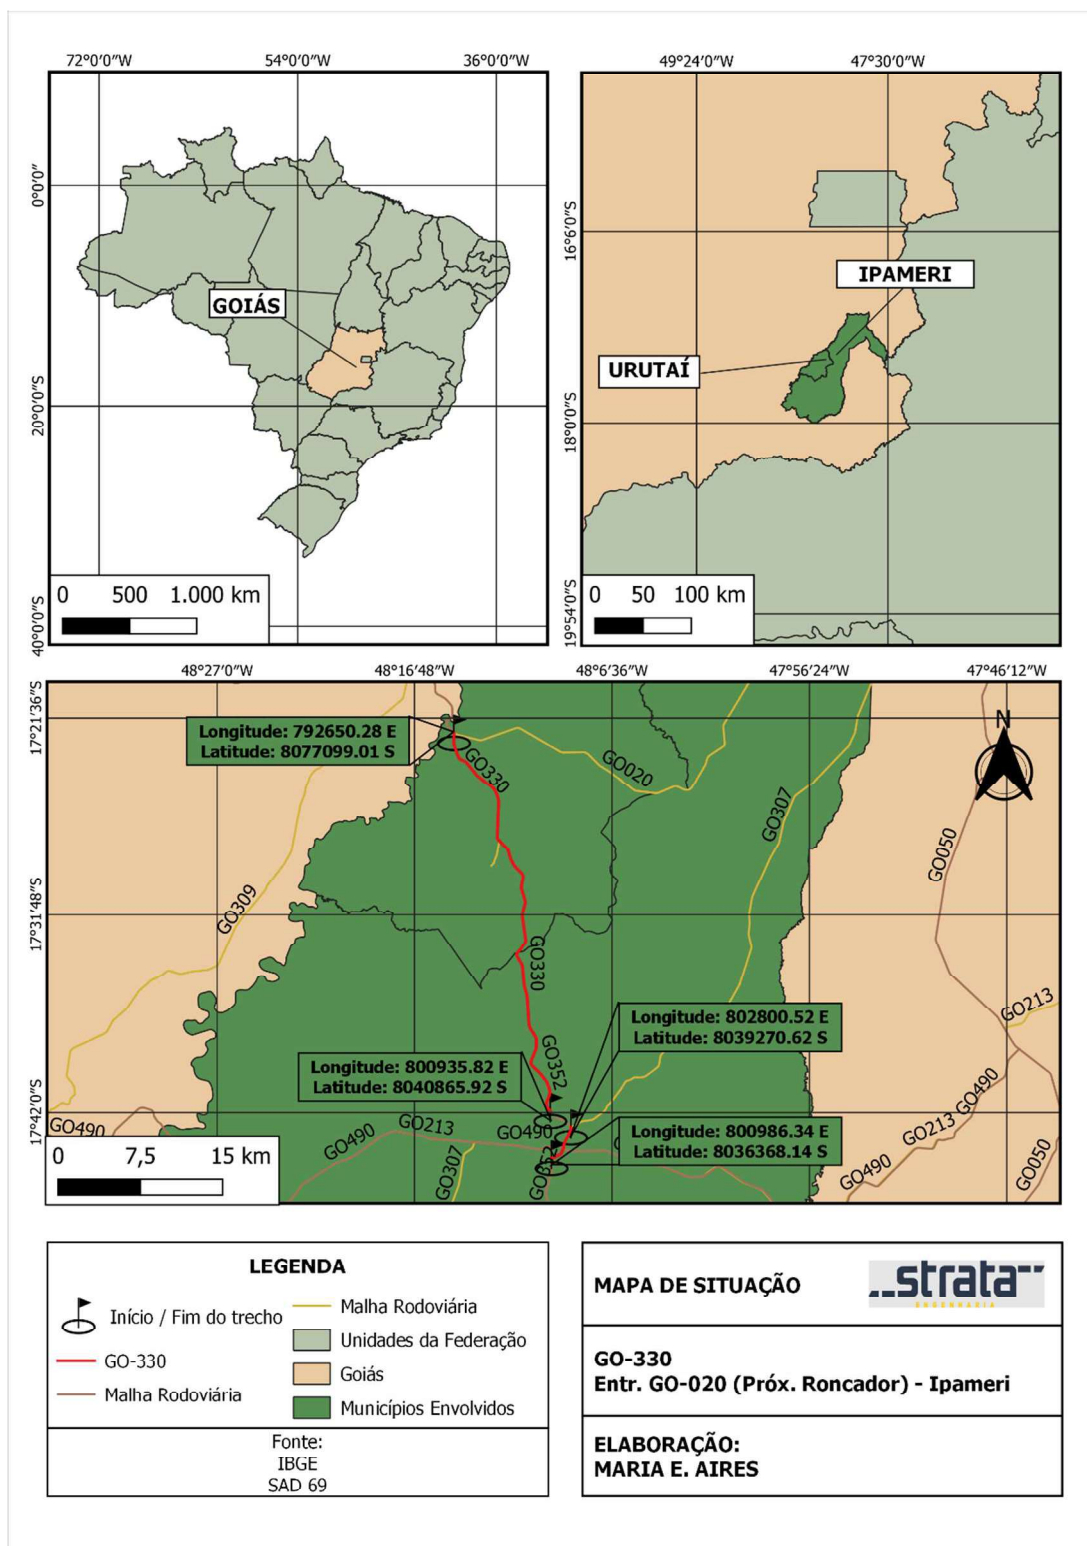 72°0'0"W 54°0'0"W 36°0'0"W
0°0'0"
20°0'0"S
40°0'0"S
GOIÁS
0 500 1.000 km
49°24'0"W 47°30'0"W
16°6'0"S
18°0'0"S
19°54'0"S
IPAMERI
URUTAÍ
0 50 100 km
48°27'0"W 48°16'48"W 48°6'36"W 47°56'24"W 47°46'12"W
17°21'36"S
17°31'48"S
17°42'0"S
Longitude: 792650.28 E
Latitude: 8077099.01 S
GO330
GO020
GO307
N
GO050
GO309
GO330
GO213
Longitude: 802800.52 E
Latitude: 8039270.62 S
GO352
Longitude: 800935.82 E
Latitude: 8040865.92 S
GO490
GO490
GO213
GO490
GO307
Longitude: 800986.34 E
Latitude: 8036368.14 S
GO490
GO213
GO490
GO050
0 7,5 15 km
LEGENDA
Início / Fim do trecho
GO-330
Malha Rodoviária
Malha Rodoviária
Unidades da Federação
Goiás
Municípios Envolvidos
Fonte:
IBGE
SAD 69
MAPA DE SITUAÇÃO
strata
ENGENHARIA
GO-330
Entr. GO-020 (Próx. Roncador) - Ipameri
ELABORAÇÃO:
MARIA E. AIRES